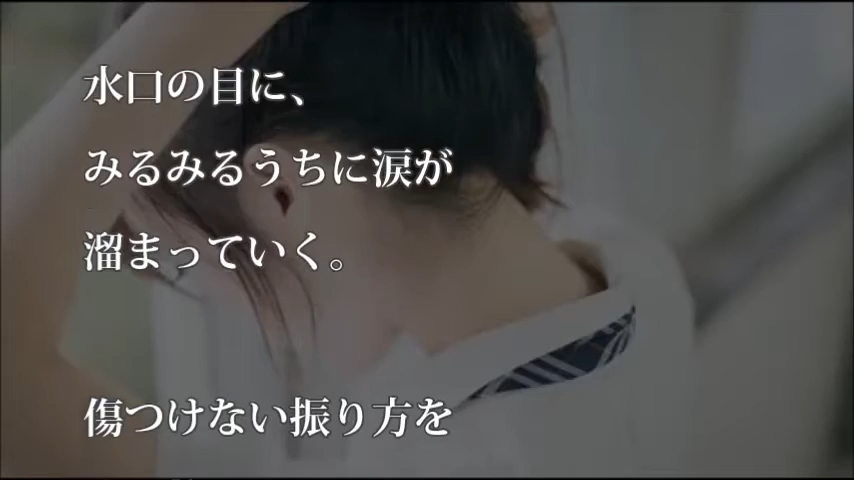 水口の目に、
みるみるうちに涙が
溜まっていく。
傷つけない振り方を